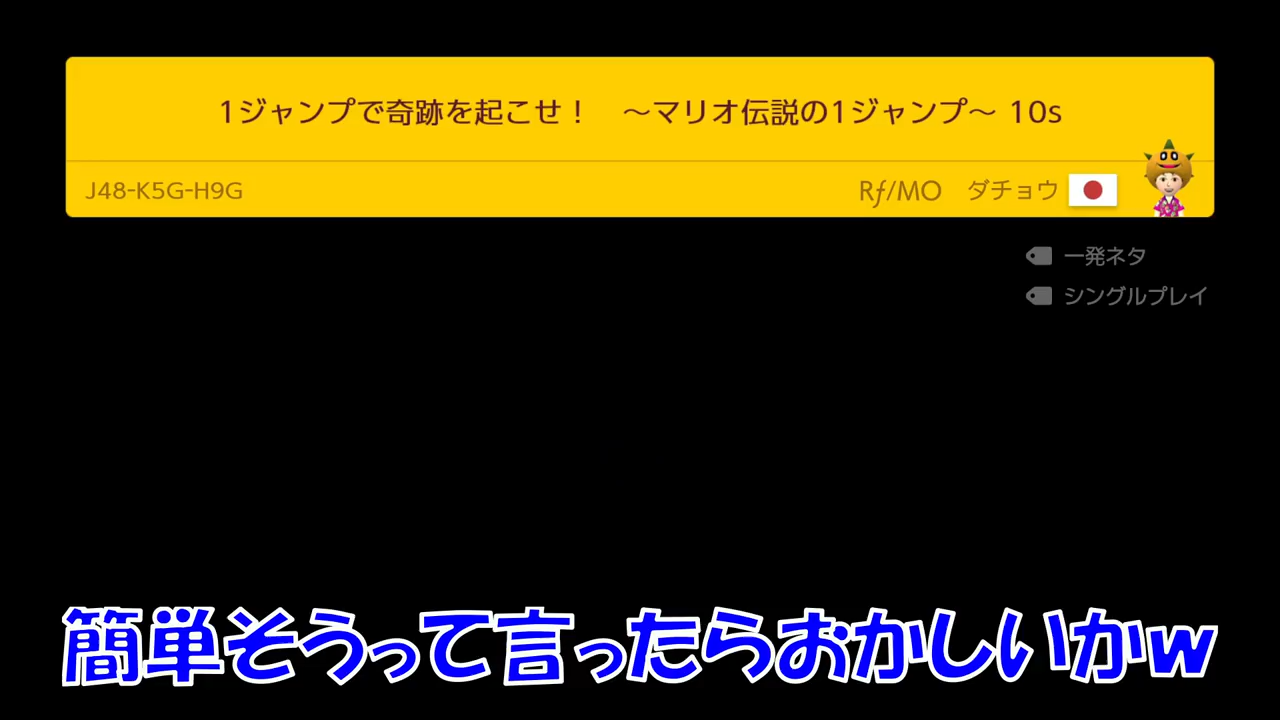 1ジャンプで奇跡を起こせ！　～マリオ伝説の1ジャンプ～ 10s
J48-K5G-H9G
Rƒ/MO　ダチョウ
一発ネタ
シングルプレイ
簡単そうって言ったらおかしいかw